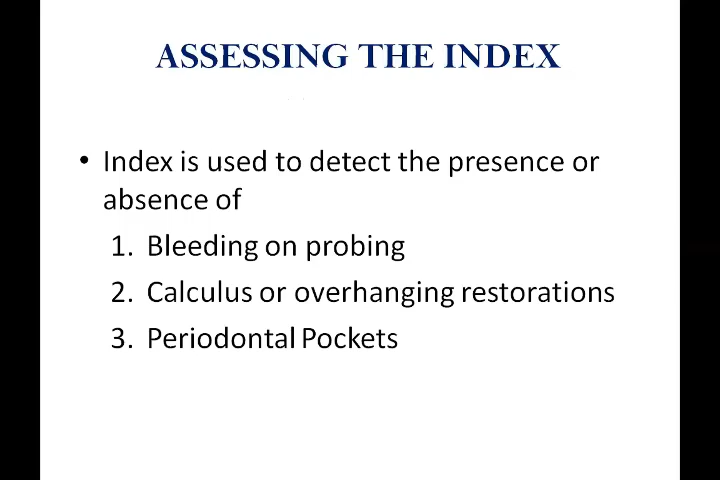 ASSESSING THE INDEX
• Index is used to detect the presence or
absence of
1. Bleeding on probing
2. Calculus or overhanging restorations
3. Periodontal Pockets